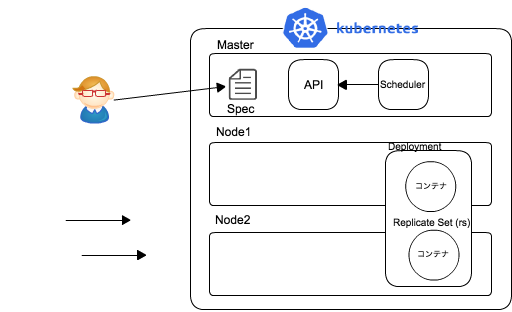 kubernetes
Master
Spec
API
Scheduler
Node1
Deployment
コンテナ
Node2
Replicate Set (rs)
コンテナ